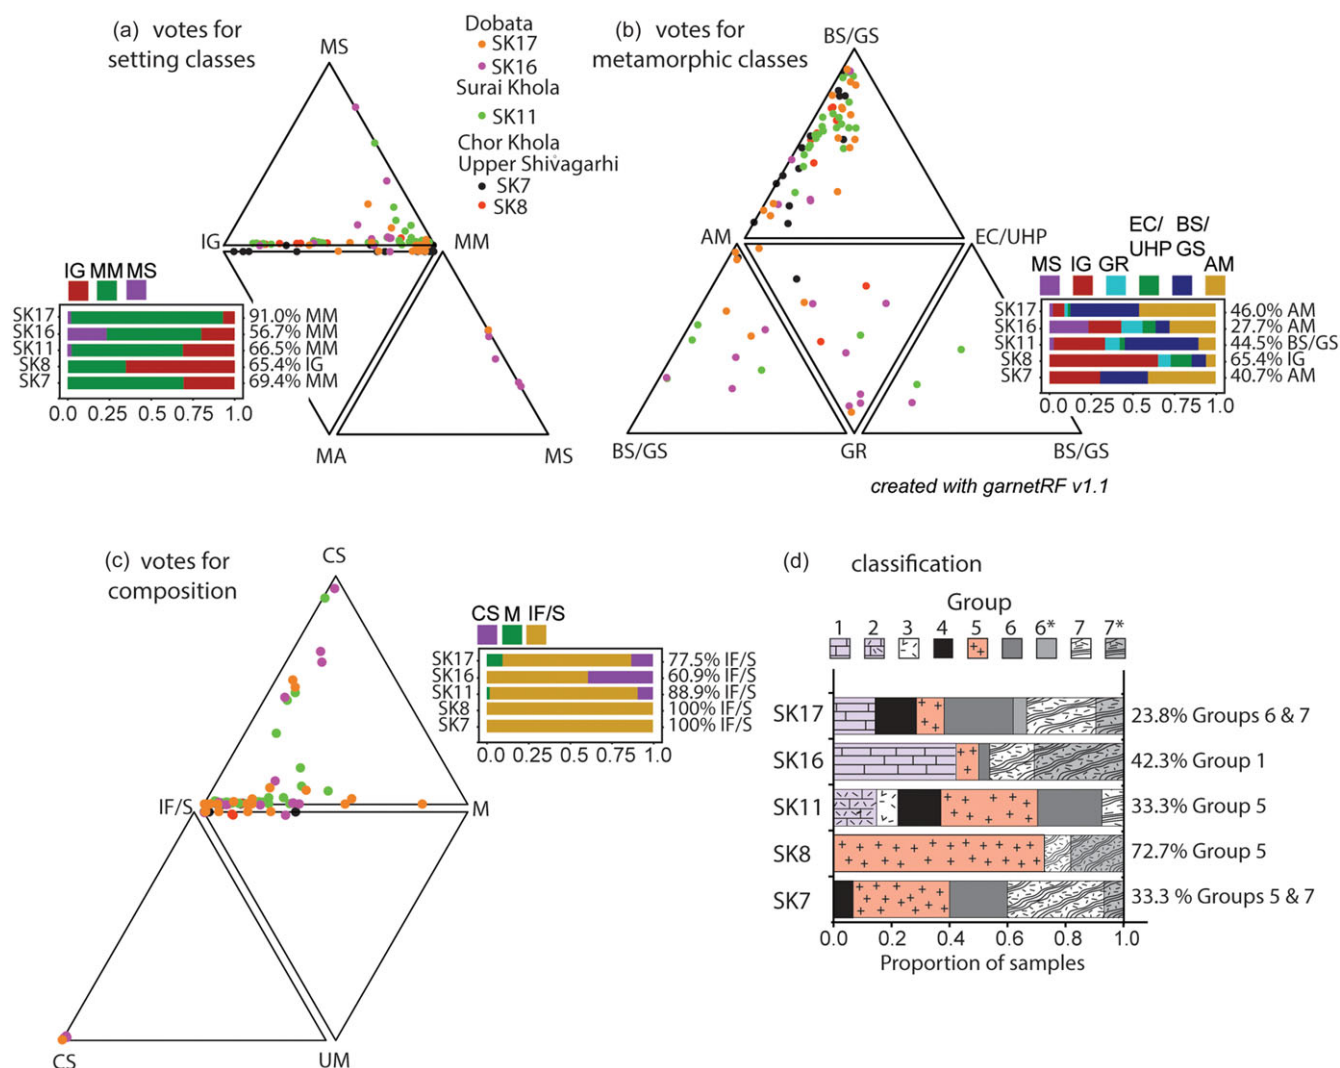 (a) votes for
setting classes
MS
IG
MM
MA
MS
Dobata
SK17
SK16
Surai Khola
SK11
Chor Khola
Upper Shivagarhi
SK7
SK8
IG MM MS
SK17 91.0% MM
SK16 56.7% MM
SK11 66.5% MM
SK8 65.4% IG
SK7 69.4% MM
0.0 0.25 0.5 0.75 1.0
(b) votes for
metamorphic classes
BS/GS
AM
EC/UHP
BS/GS
GR
BS/GS
EC/ BS/
UHP GS
MS IG GR AM
SK17 46.0% AM
SK16 27.7% AM
SK11 44.5% BS/GS
SK8 65.4% IG
SK7 40.7% AM
0.0 0.25 0.5 0.75 1.0
created with garnetRF v1.1
(c) votes for
composition
CS
IF/S
M
CS
UM
CS M IF/S
SK17 77.5% IF/S
SK16 60.9% IF/S
SK11 88.9% IF/S
SK8 100% IF/S
SK7 100% IF/S
0.0 0.25 0.5 0.75 1.0
(d) classification
Group
1 2 3 4 5 6 6* 7 7*
SK17 23.8% Groups 6 & 7
SK16 42.3% Group 1
SK11 33.3% Group 5
SK8 72.7% Group 5
SK7 33.3 % Groups 5 & 7
0.0 0.2 0.4 0.6 0.8 1.0
Proportion of samples